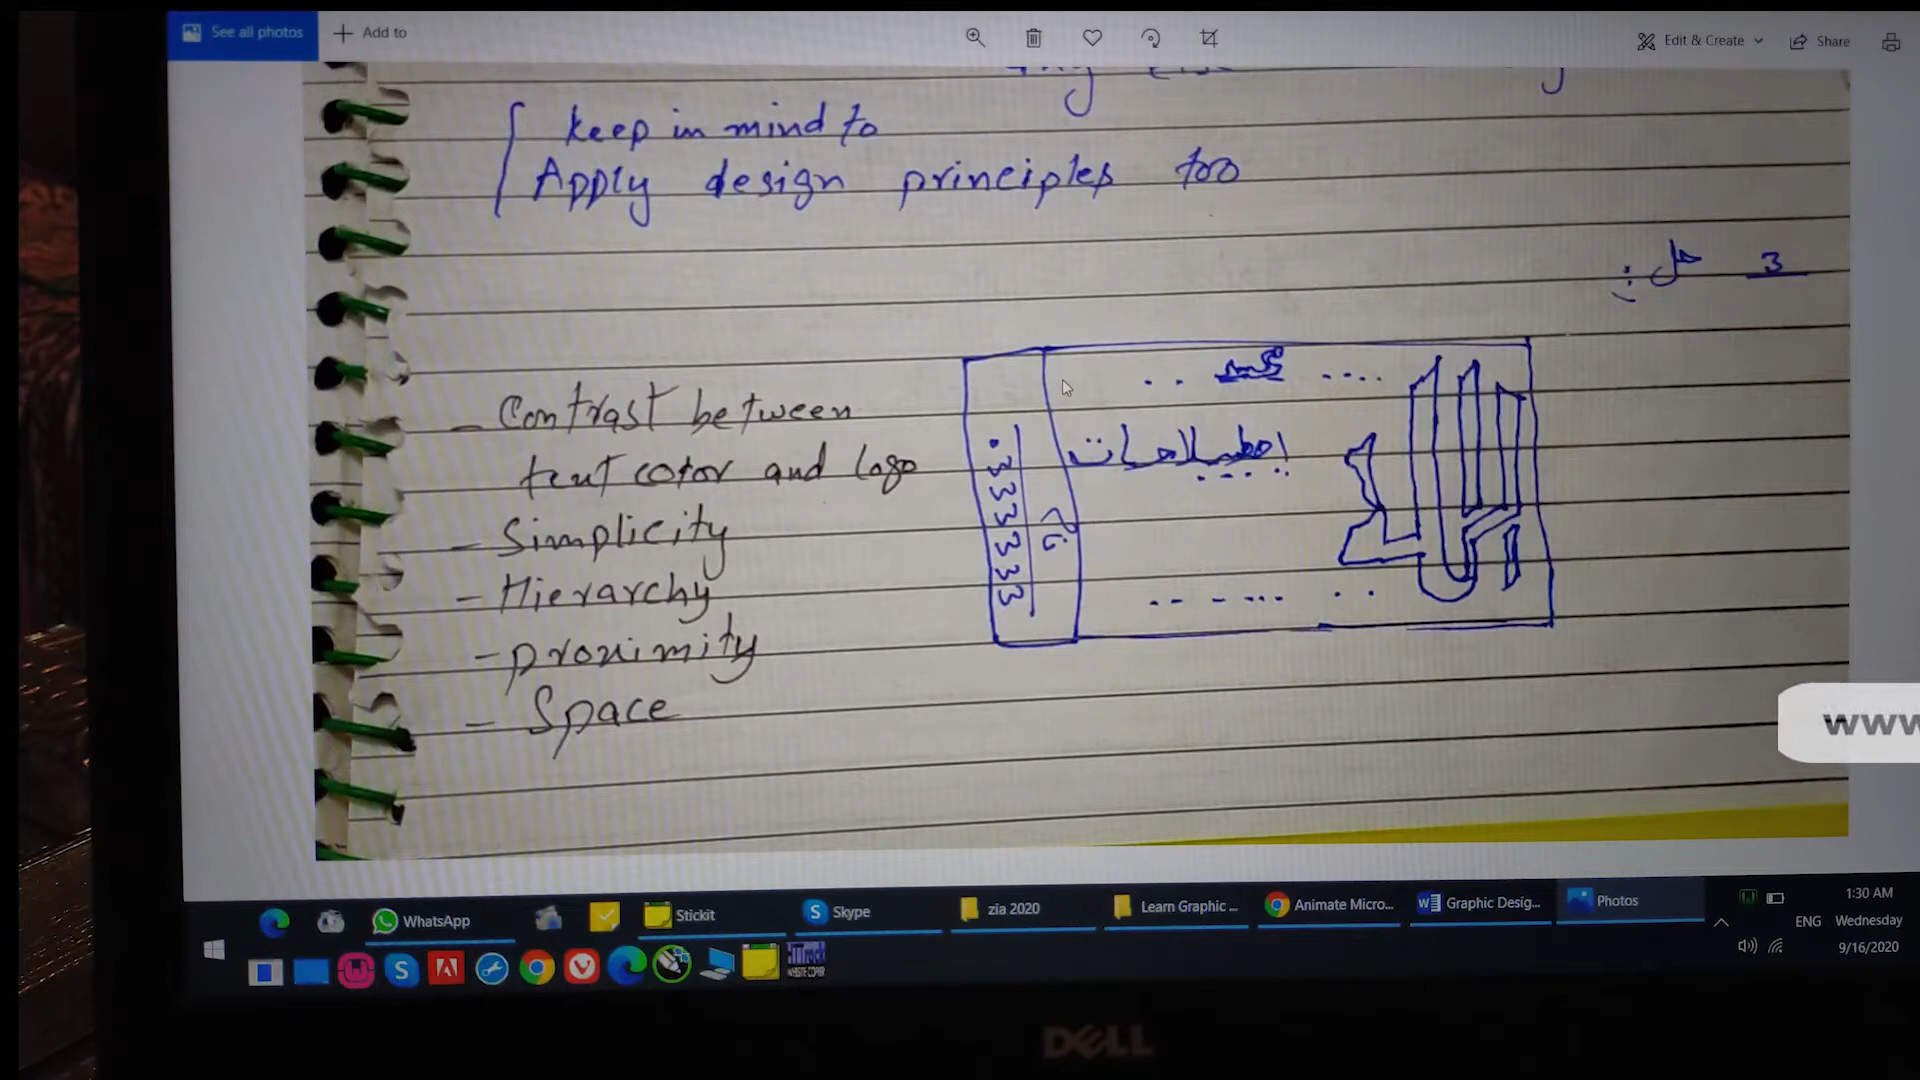 See all photos
Add to
Edit & Create
Share
keep in mind to
Apply design principles too
3 حل :
- Contrast between
text color and logo
- Simplicity
- Hierarchy
- proximity
- Space
اصطلاحات
0333333
www
WhatsApp
Stickit
Skype
zia 2020
Learn Graphic ...
Animate Micro...
Graphic Desig...
Photos
1:30 AM
ENG Wednesday
9/16/2020
DELL